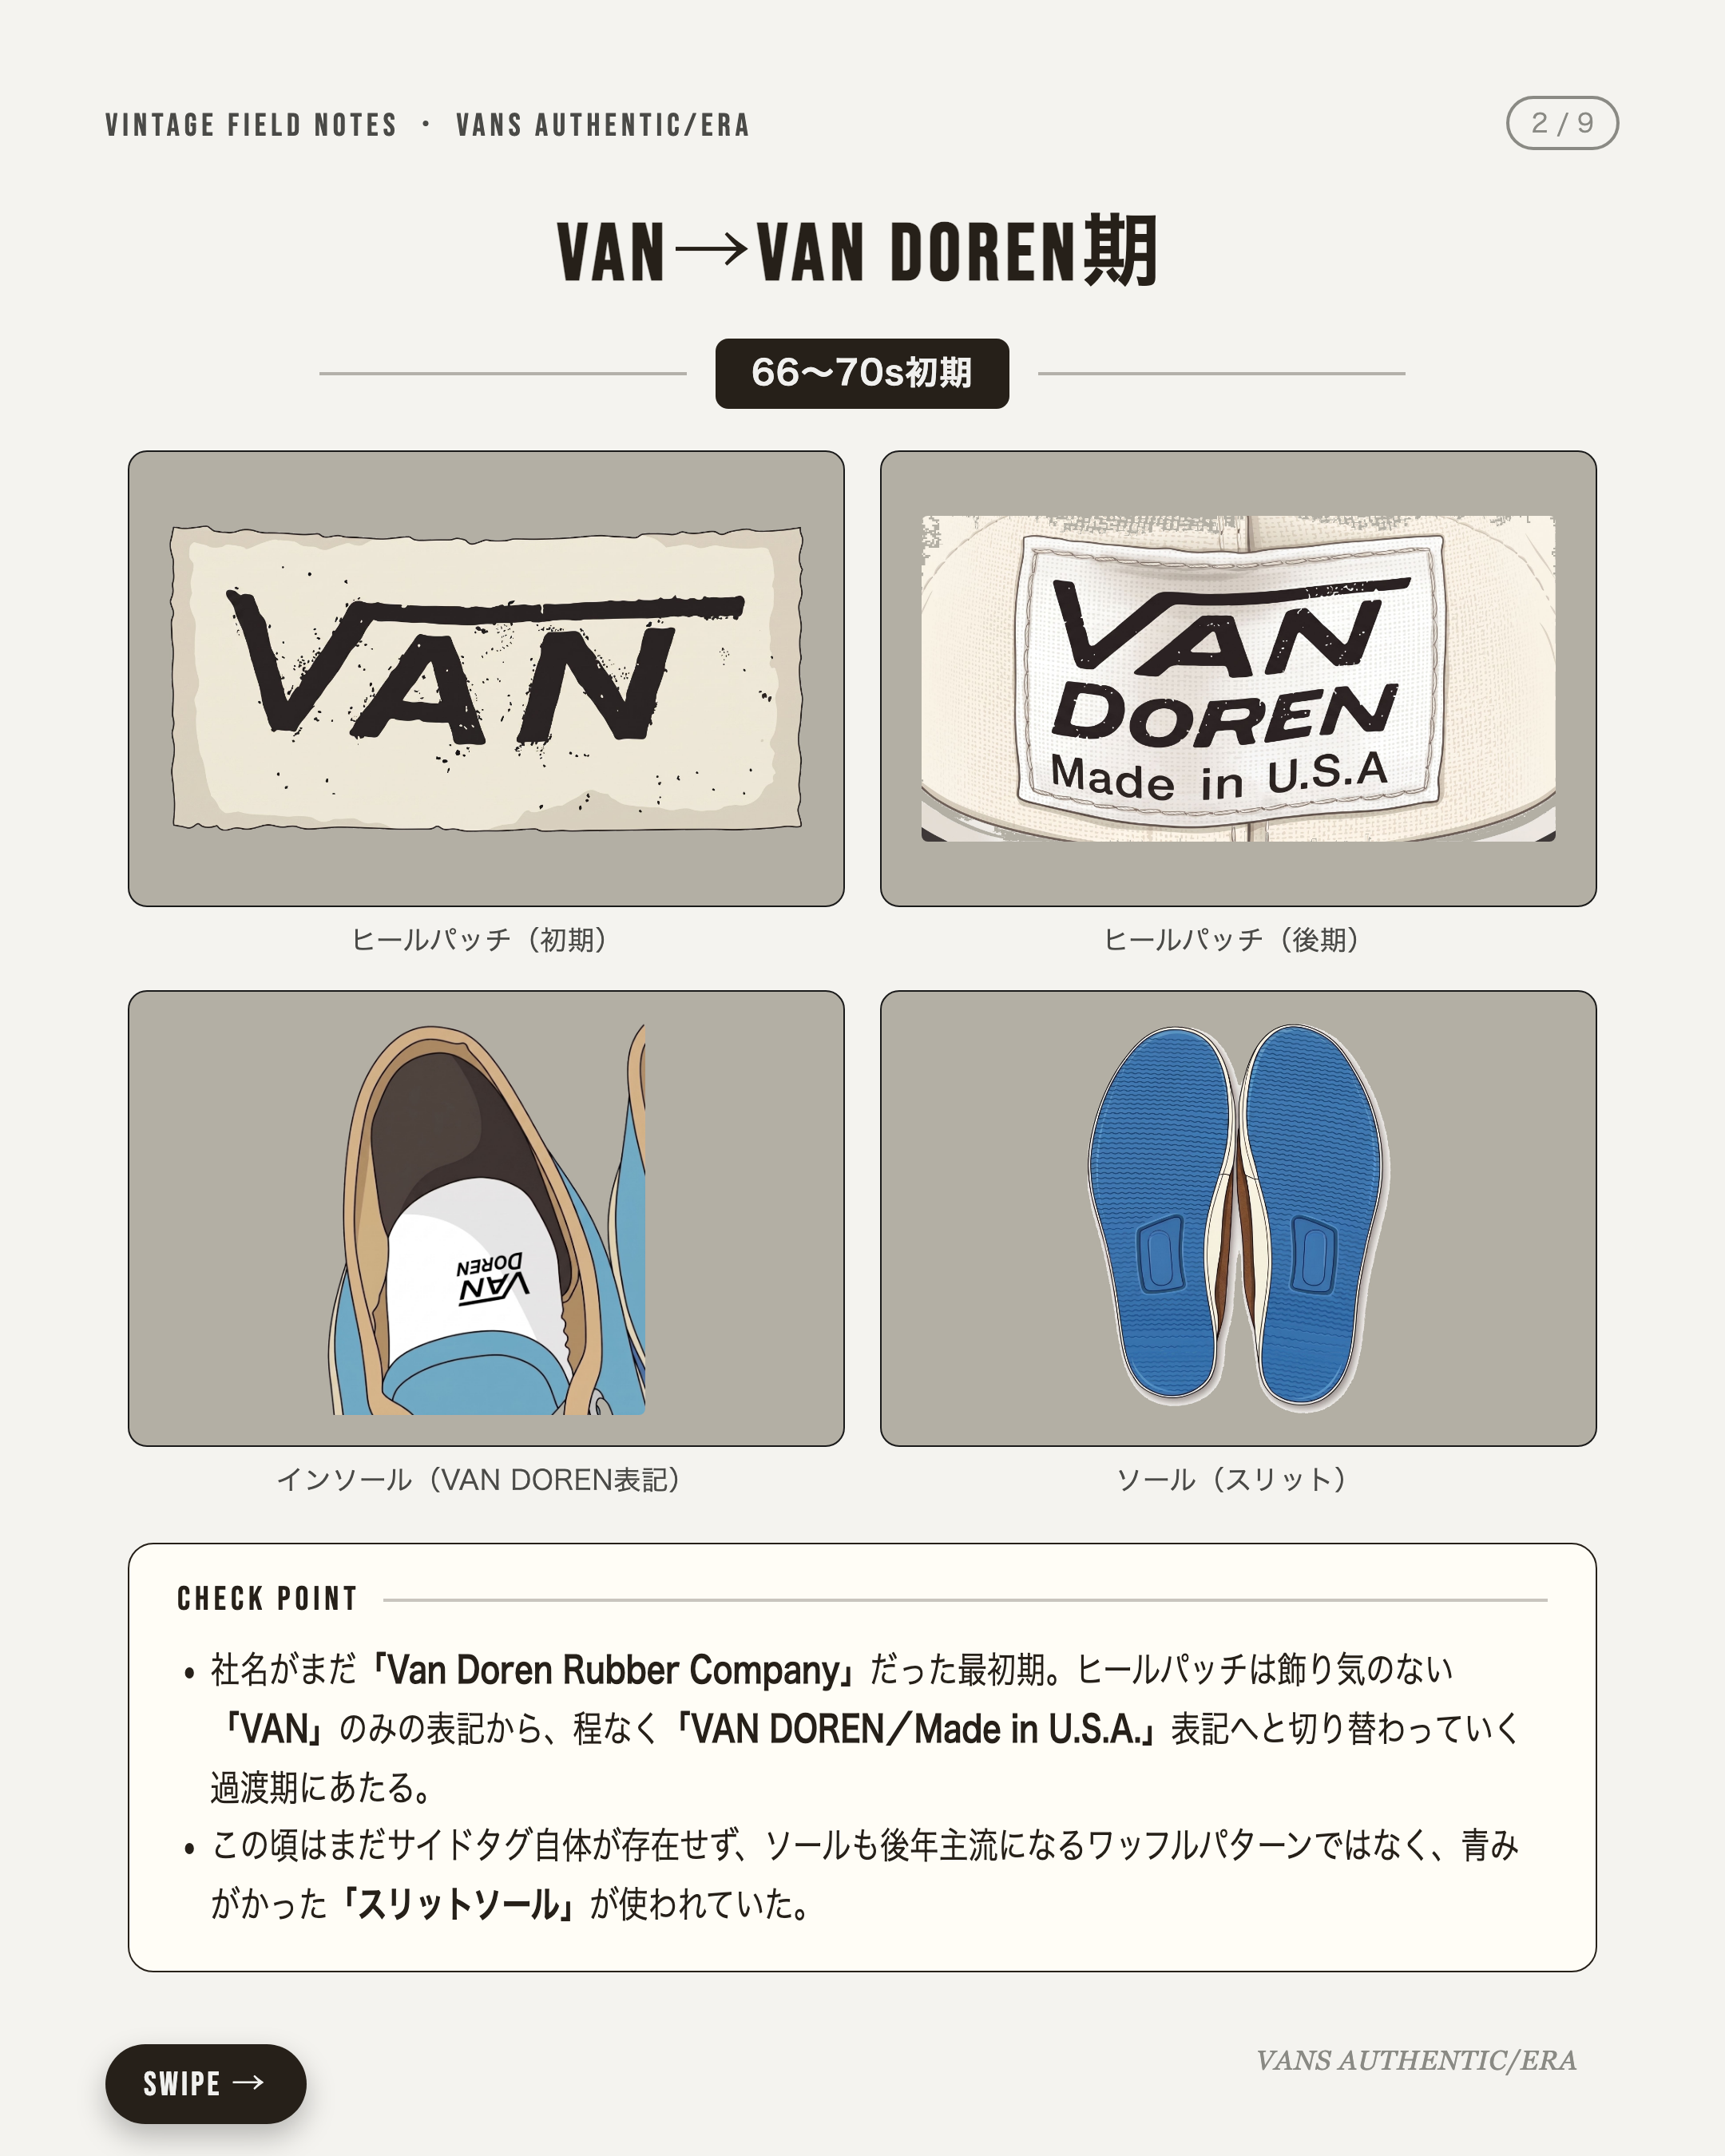 VINTAGE FIELD NOTES ・ VANS AUTHENTIC/ERA
2 / 9
VAN→VAN DOREN期
66〜70s初期
VAN
VAN
DOREN
Made in U.S.A
ヒールパッチ（初期）
ヒールパッチ（後期）
VAN
DOREN
インソール（VAN DOREN表記）
ソール（スリット）
CHECK POINT
• 社名がまだ「Van Doren Rubber Company」だった最初期。ヒールパッチは飾り気のない
「VAN」のみの表記から、程なく「VAN DOREN／Made in U.S.A.」表記へと切り替わっていく
過渡期にあたる。
• この頃はまだサイドタグ自体が存在せず、ソールも後年主流になるワッフルパターンではなく、青み
がかった「スリットソール」が使われていた。
SWIPE →
VANS AUTHENTIC/ERA